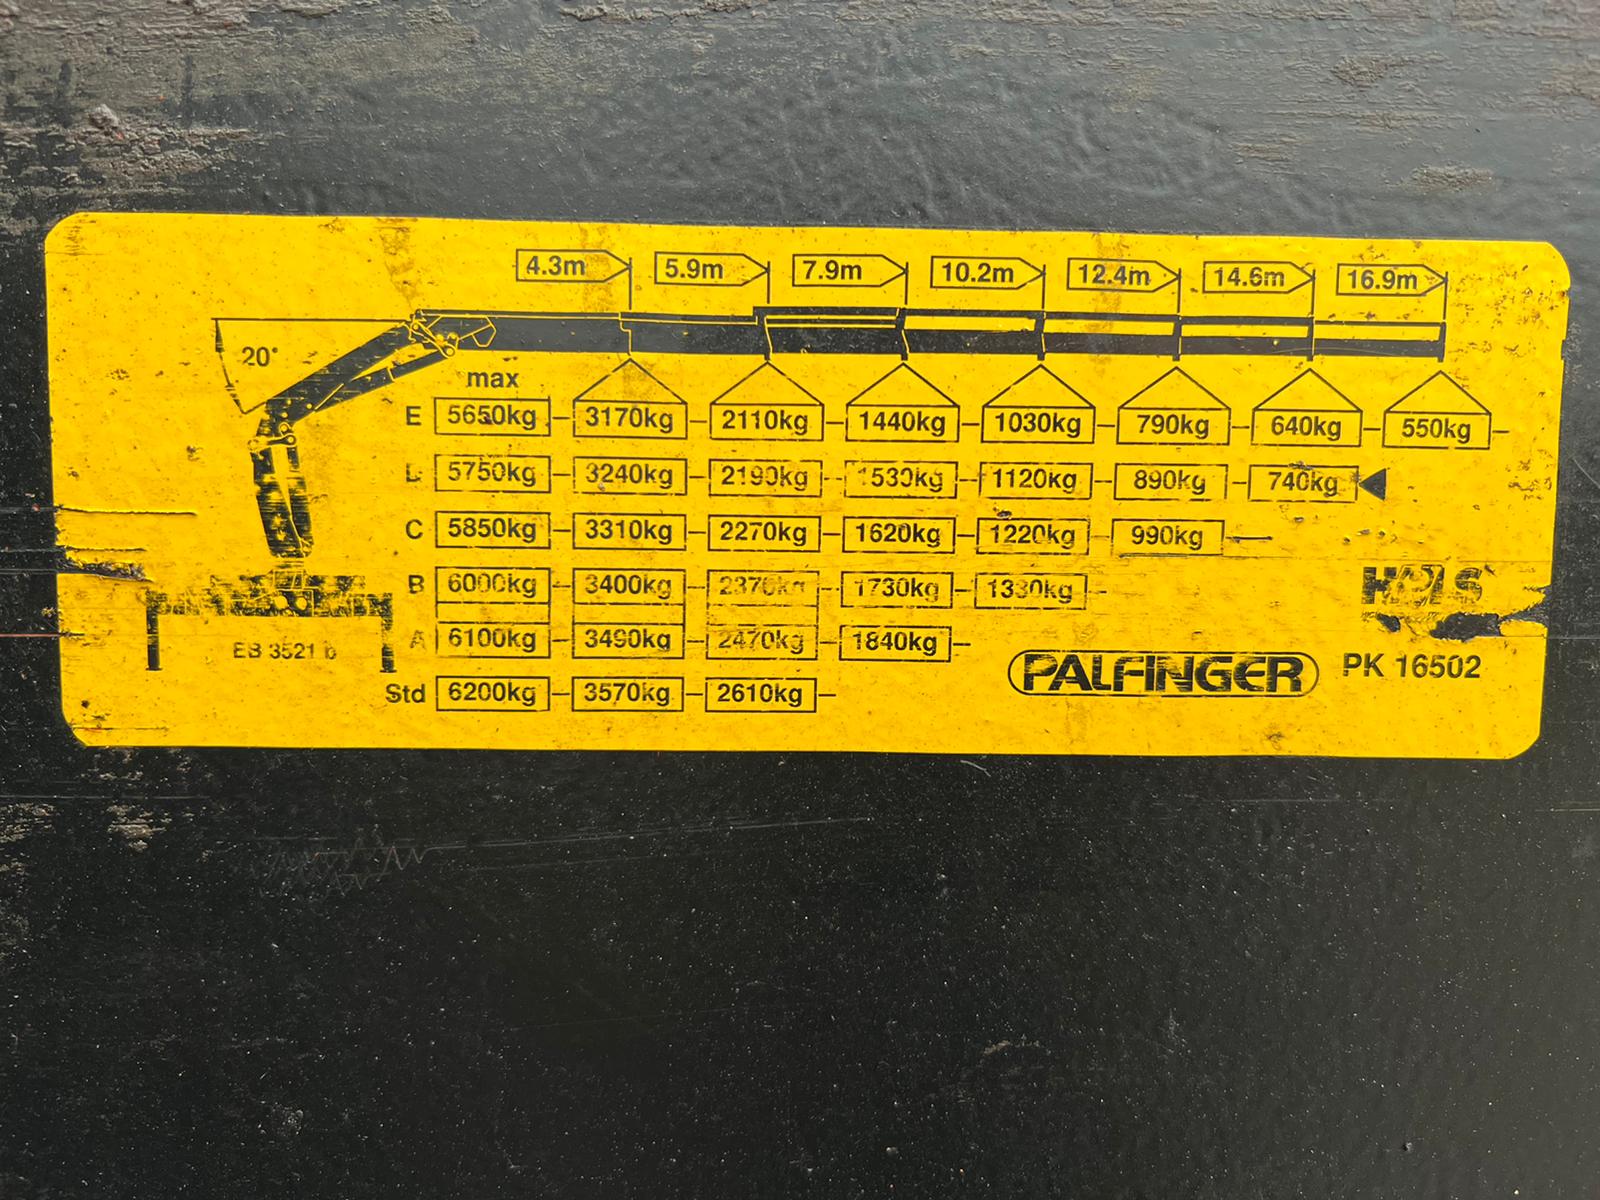 4.3m 5.9m 7.9m 10.2m 12.4m 14.6m 16.9m
20°
max
E 5650kg 3170kg 2110kg 1440kg 1030kg 790kg 640kg 550kg
5750kg 3240kg 2190kg 1530kg 1120kg 890kg 740kg
C 5850kg 3310kg 2270kg 1620kg 1220kg 990kg
B 6000kg 3400kg 2370kg 1730kg 1330kg
A 6100kg 3490kg 2470kg 1840kg
Std 6200kg 3570kg 2610kg
EB 3521 b
PALFINGER PK 16502